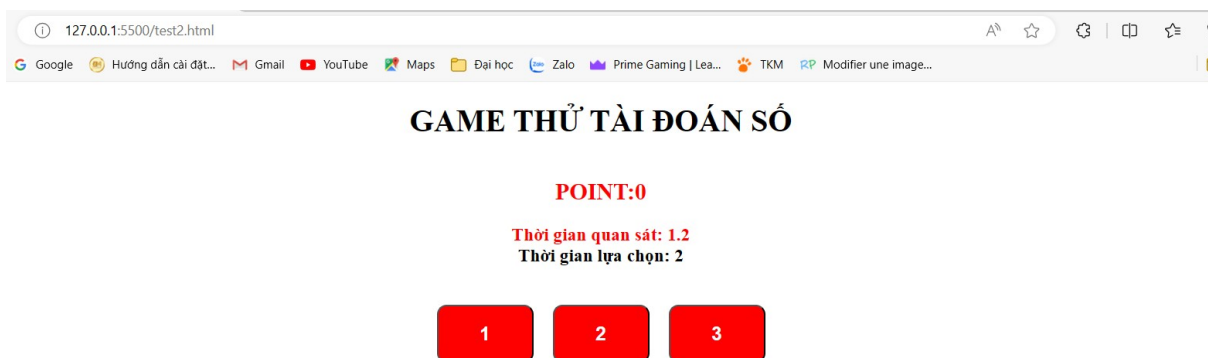 127.0.0.1:5500/test2.html
Google Hướng dẫn cài đặt... Gmail YouTube Maps Đại học Zalo Prime Gaming | Lea... TKM RP Modifier une image...
GAME THỬ TÀI ĐOÁN SỐ
POINT:0
Thời gian quan sát: 1.2
Thời gian lựa chọn: 2
1 2 3